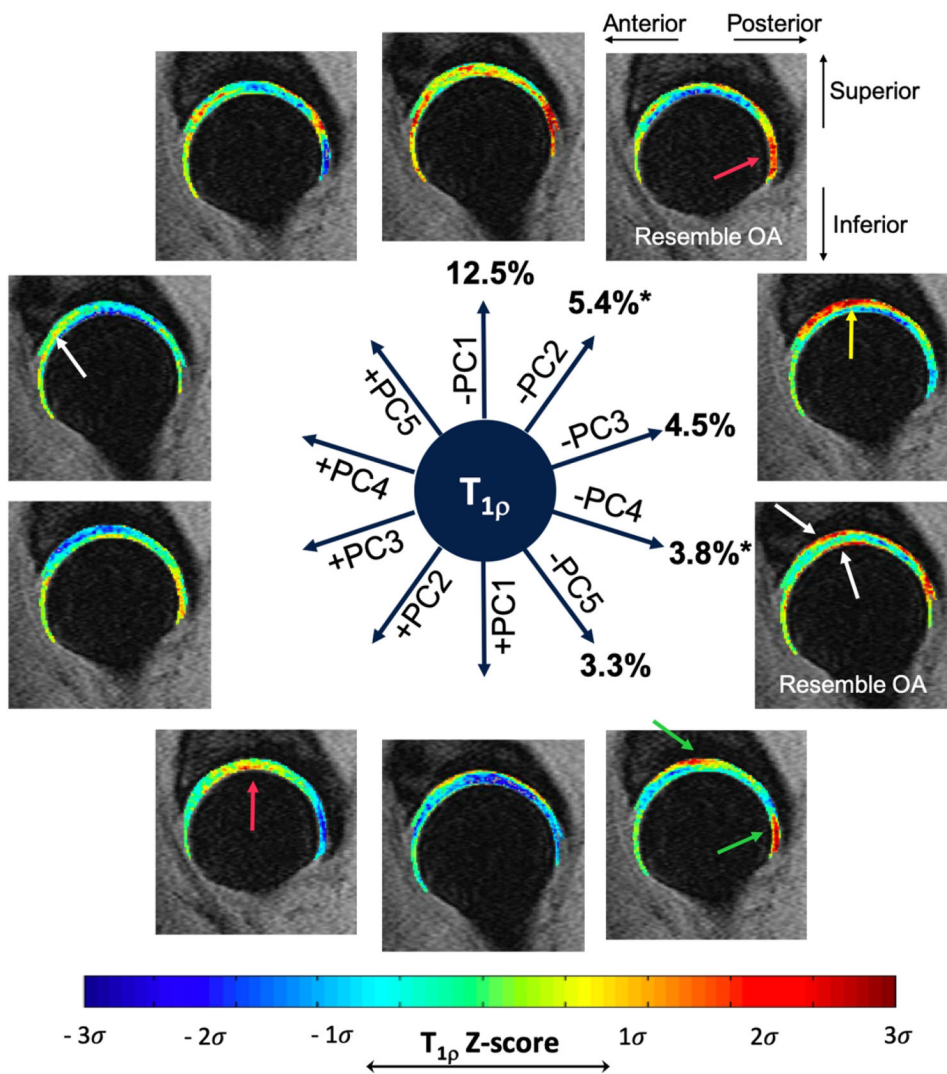 Anterior Posterior
Superior
Inferior
Resemble OA
12.5%
5.4%*
4.5%
3.8%*
3.3%
-PC1
-PC2
-PC3
-PC4
-PC5
+PC1
+PC2
+PC3
+PC4
+PC5
T1ρ
Resemble OA
- 3σ - 2σ - 1σ 1σ 2σ 3σ
T1ρ Z-score